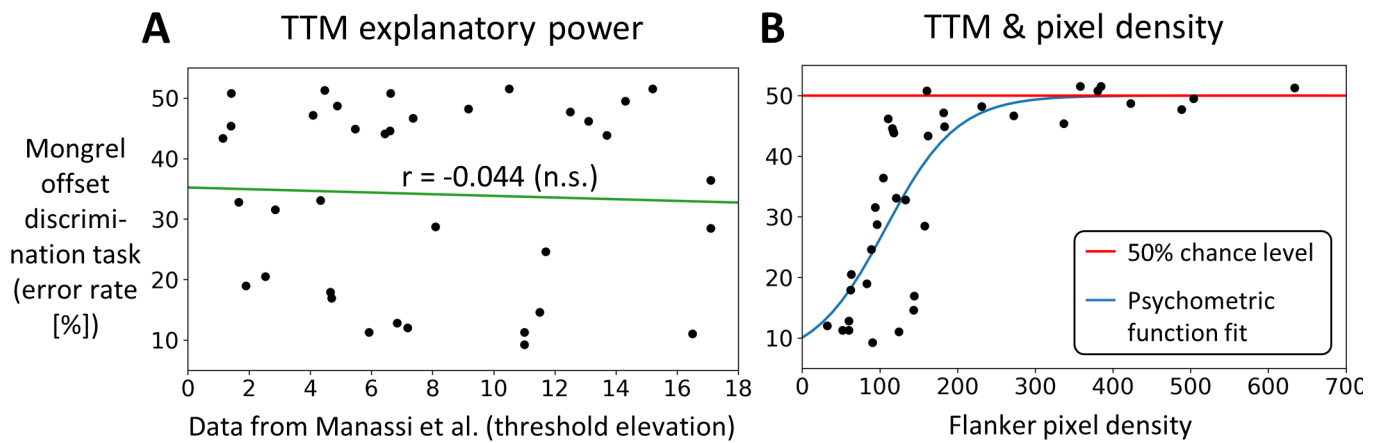 A
TTM explanatory power
Mongrel
offset
discrimi-
nation task
(error rate
[%])
50
40
30
20
10
r = -0.044 (n.s.)
0 2 4 6 8 10 12 14 16 18
Data from Manassi et al. (threshold elevation)
B
TTM & pixel density
50
40
30
20
10
50% chance level
Psychometric
function fit
0 100 200 300 400 500 600 700
Flanker pixel density